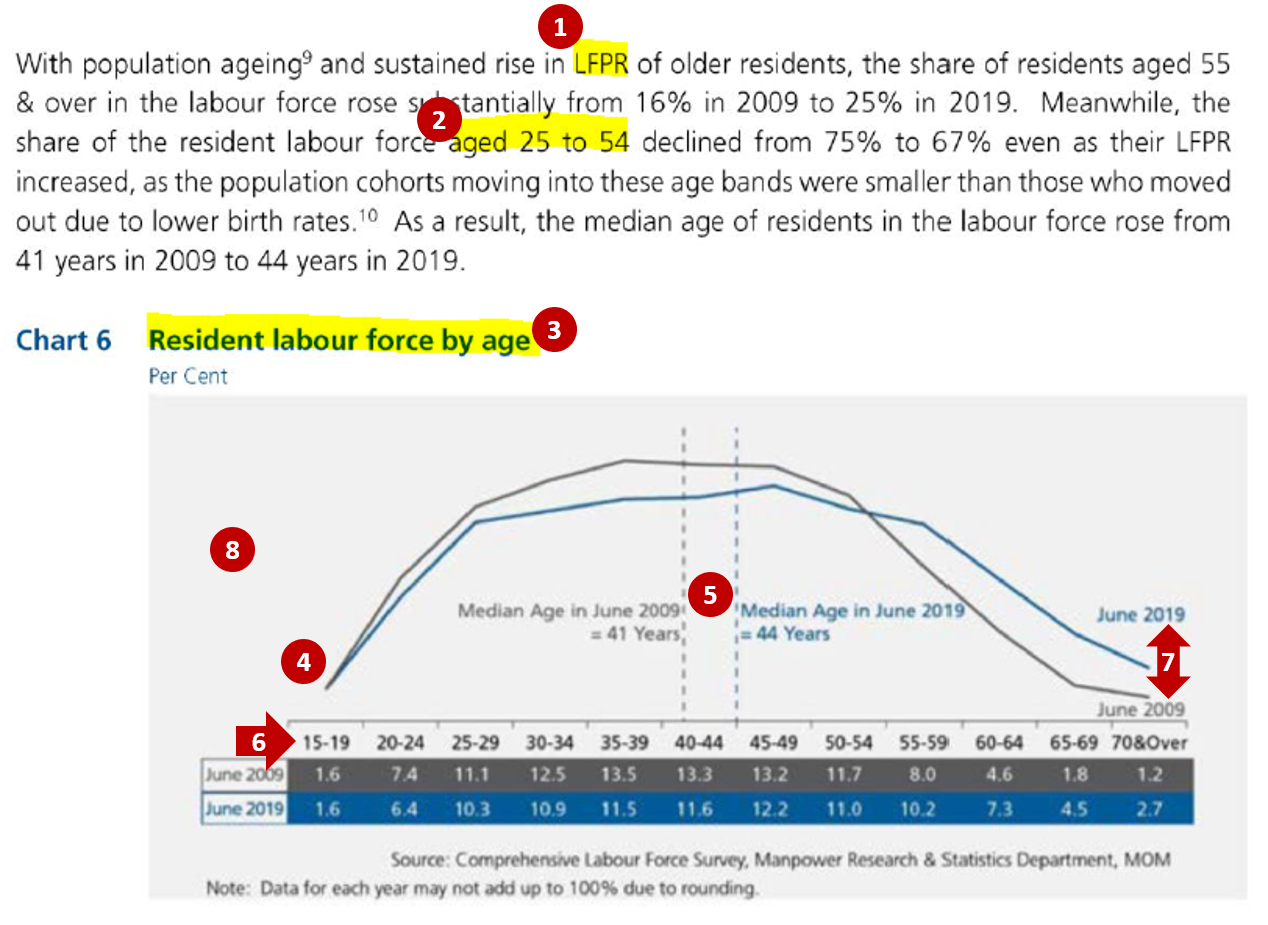 1
With population ageing⁹ and sustained rise in LFPR of older residents, the share of residents aged 55
& over in the labour force rose substantially from 16% in 2009 to 25% in 2019. Meanwhile, the
2
share of the resident labour force aged 25 to 54 declined from 75% to 67% even as their LFPR
increased, as the population cohorts moving into these age bands were smaller than those who moved
out due to lower birth rates.¹⁰ As a result, the median age of residents in the labour force rose from
41 years in 2009 to 44 years in 2019.
Chart 6 Resident labour force by age 3
Per Cent
8
5
Median Age in June 2009 Median Age in June 2019
= 41 Years = 44 Years
June 2019
4
7
June 2009
6 15-19 20-24 25-29 30-34 35-39 40-44 45-49 50-54 55-59 60-64 65-69 70&Over
June 2009 1.6 7.4 11.1 12.5 13.5 13.3 13.2 11.7 8.0 4.6 1.8 1.2
June 2019 1.6 6.4 10.3 10.9 11.5 11.6 12.2 11.0 10.2 7.3 4.5 2.7
Source: Comprehensive Labour Force Survey, Manpower Research & Statistics Department, MOM
Note: Data for each year may not add up to 100% due to rounding.